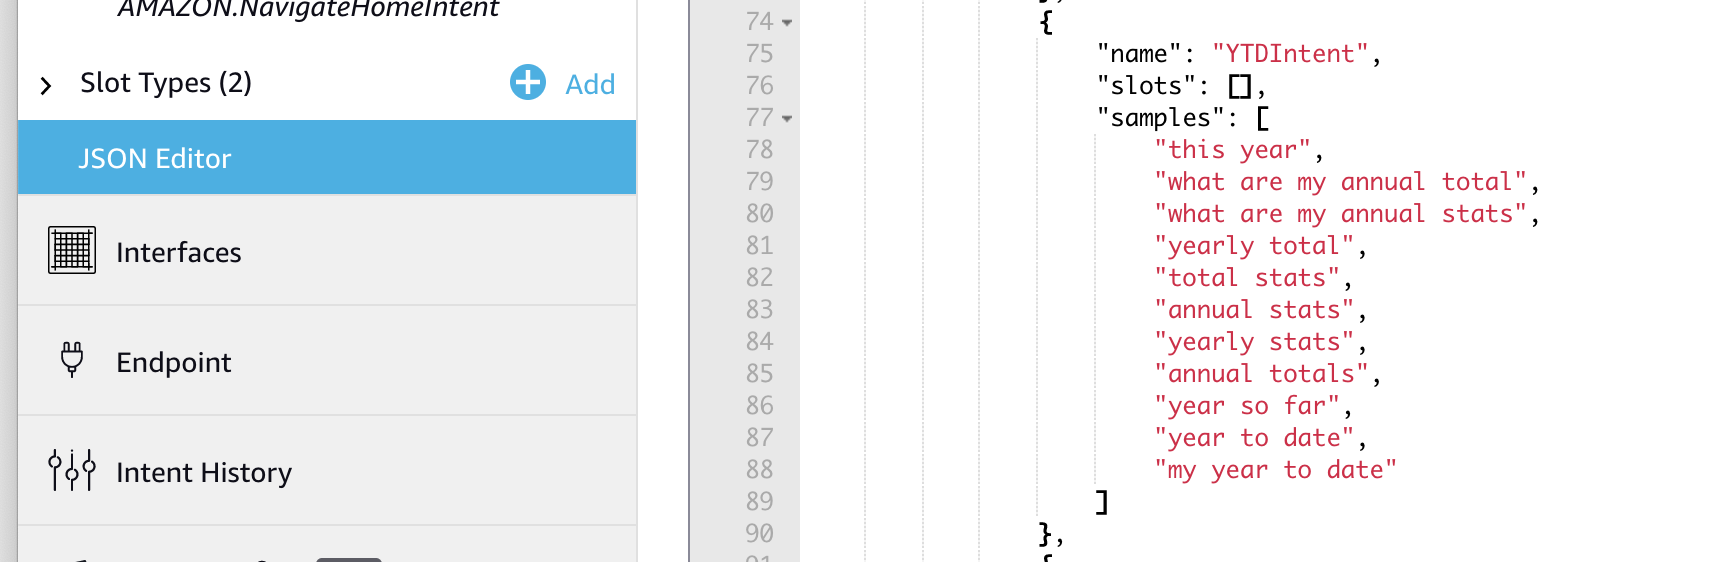 AMAZON.NavigateHomeIntent
Slot Types (2)
Add
JSON Editor
Interfaces
Endpoint
Intent History
74 {
75 "name": "YTDIntent",
76 "slots": [],
77 "samples": [
78 "this year",
79 "what are my annual total",
80 "what are my annual stats",
81 "yearly total",
82 "total stats",
83 "annual stats",
84 "yearly stats",
85 "annual totals",
86 "year so far",
87 "year to date",
88 "my year to date"
89 ]
90 },
91 {